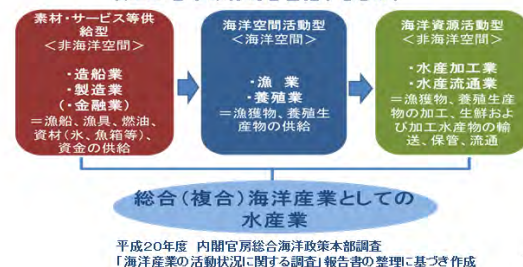 素材・サービス等供
給型
＜非海洋空間＞
・造船業
・製造業
(・金融業)
＝漁船、漁具、燃油、
資材(氷、魚箱等)、
資金の供給
海洋空間活動型
＜海洋空間＞
・漁 業
・養殖業
＝漁獲物、養殖生
産物の供給
海洋資源活動型
＜非海洋空間＞
・水産加工業
・水産流通業
＝漁獲物、養殖生産
物の加工、生鮮およ
び加工水産物の輸
送、保管、流通
総合(複合)海洋産業としての
水産業
平成20年度 内閣官房総合海洋政策本部調査
「海洋産業の活動状況に関する調査」報告書の整理に基づき作成